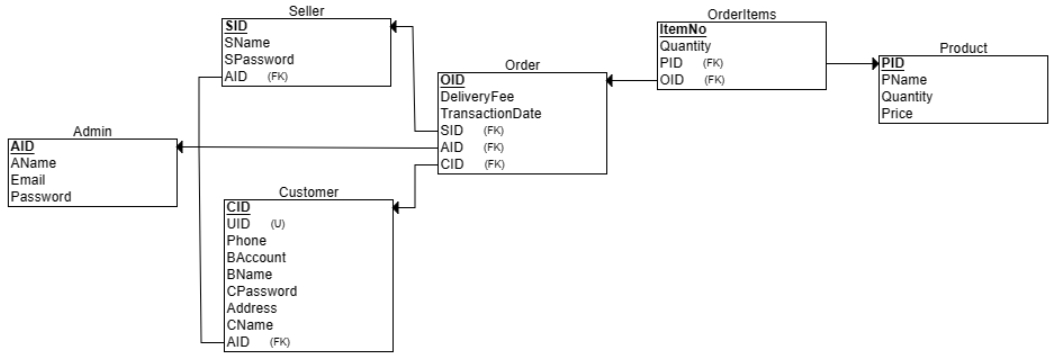 Seller
SID
SName
SPassword
AID (FK)
OrderItems
ItemNo
Quantity
PID (FK)
OID (FK)
Product
PID
PName
Quantity
Price
Order
OID
DeliveryFee
TransactionDate
SID (FK)
AID (FK)
CID (FK)
Admin
AID
AName
Email
Password
Customer
CID
UID (U)
Phone
BAccount
BName
CPassword
Address
CName
AID (FK)